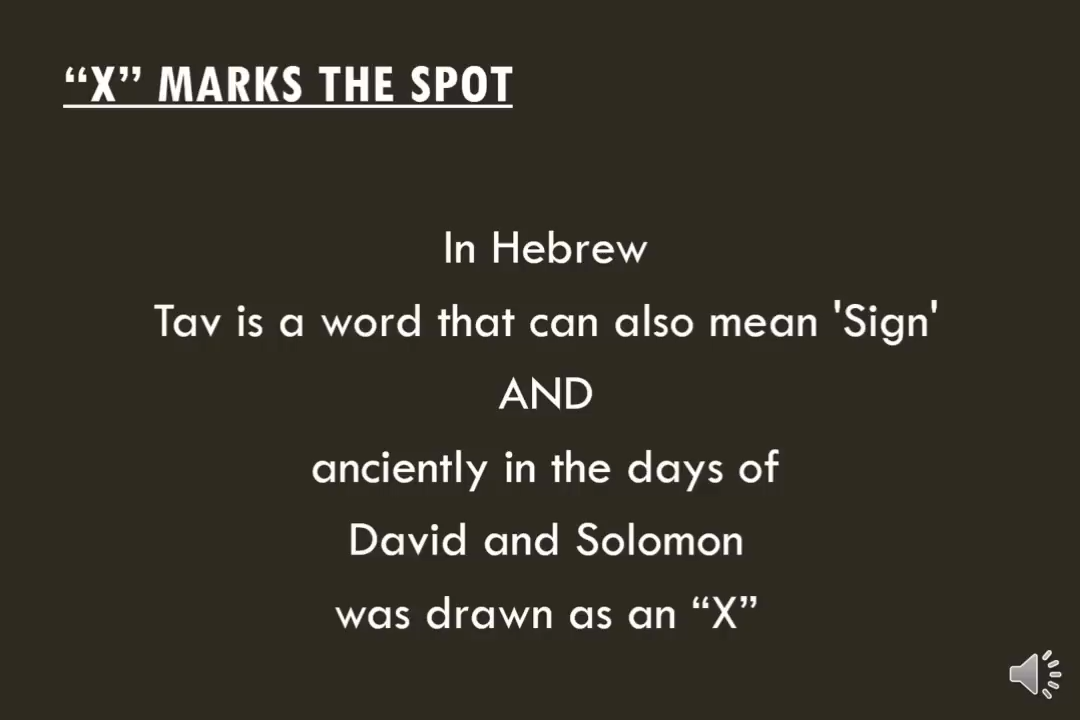 “X” MARKS THE SPOT
In Hebrew
Tav is a word that can also mean 'Sign'
AND
anciently in the days of
David and Solomon
was drawn as an “X”